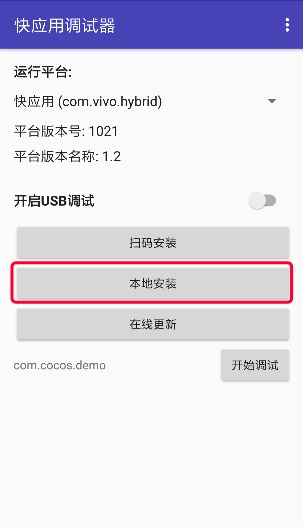 快应用调试器
运行平台:
快应用 (com.vivo.hybrid)
平台版本号: 1021
平台版本名称: 1.2
开启USB调试
扫码安装
本地安装
在线更新
com.cocos.demo
开始调试